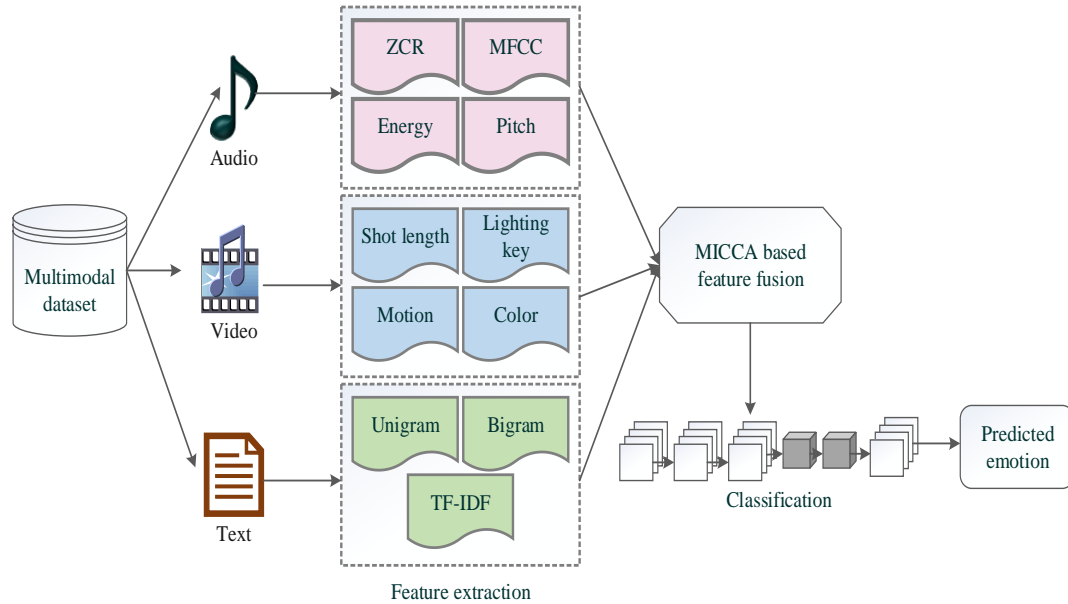 ZCR
MFCC
Energy
Pitch
Audio
Multimodal
dataset
Shot length
Lighting
key
Motion
Color
Video
MICCA based
feature fusion
Unigram
Bigram
TF-IDF
Text
Classification
Predicted
emotion
Feature extraction